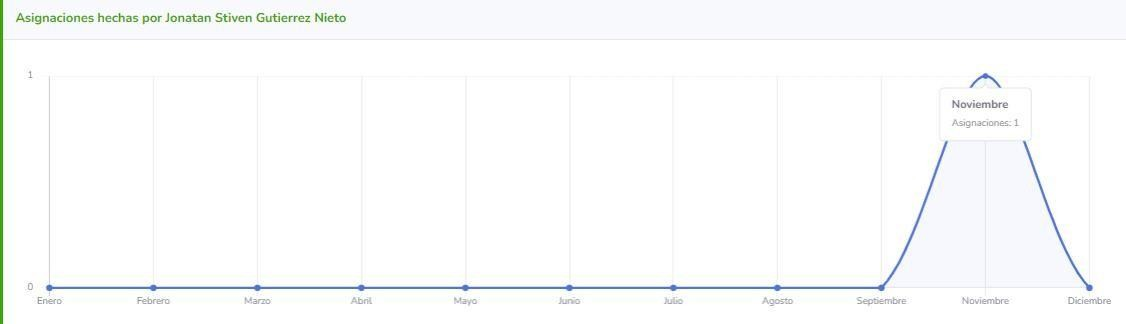 Asignaciones hechas por Jonatan Stiven Gutierrez Nieto
1
Noviembre
Asignaciones: 1
0
Enero Febrero Marzo Abril Mayo Junio Julio Agosto Septiembre Noviembre Diciembre